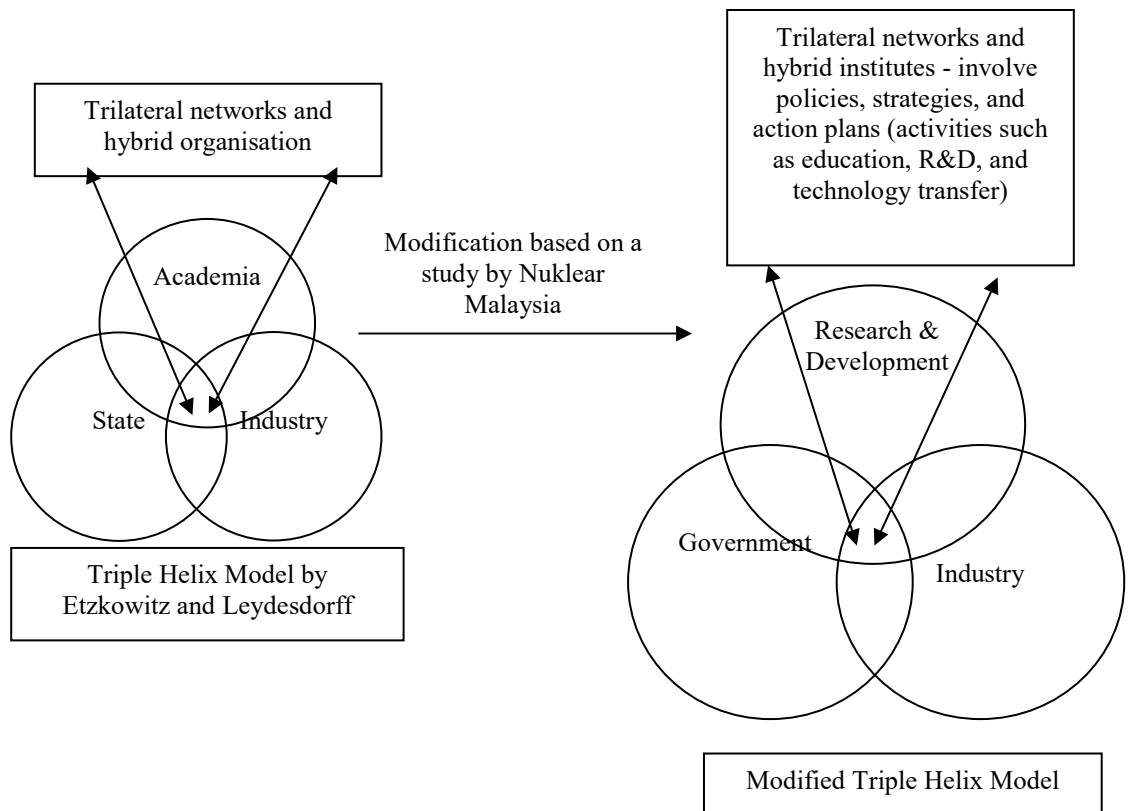 Trilateral networks and
hybrid organisation
Academia
State
Industry
Triple Helix Model by
Etzkowitz and Leydesdorff
Modification based on a
study by Nuklear
Malaysia
Trilateral networks and
hybrid institutes - involve
policies, strategies, and
action plans (activities such
as education, R&D, and
technology transfer)
Research &
Development
Government
Industry
Modified Triple Helix Model